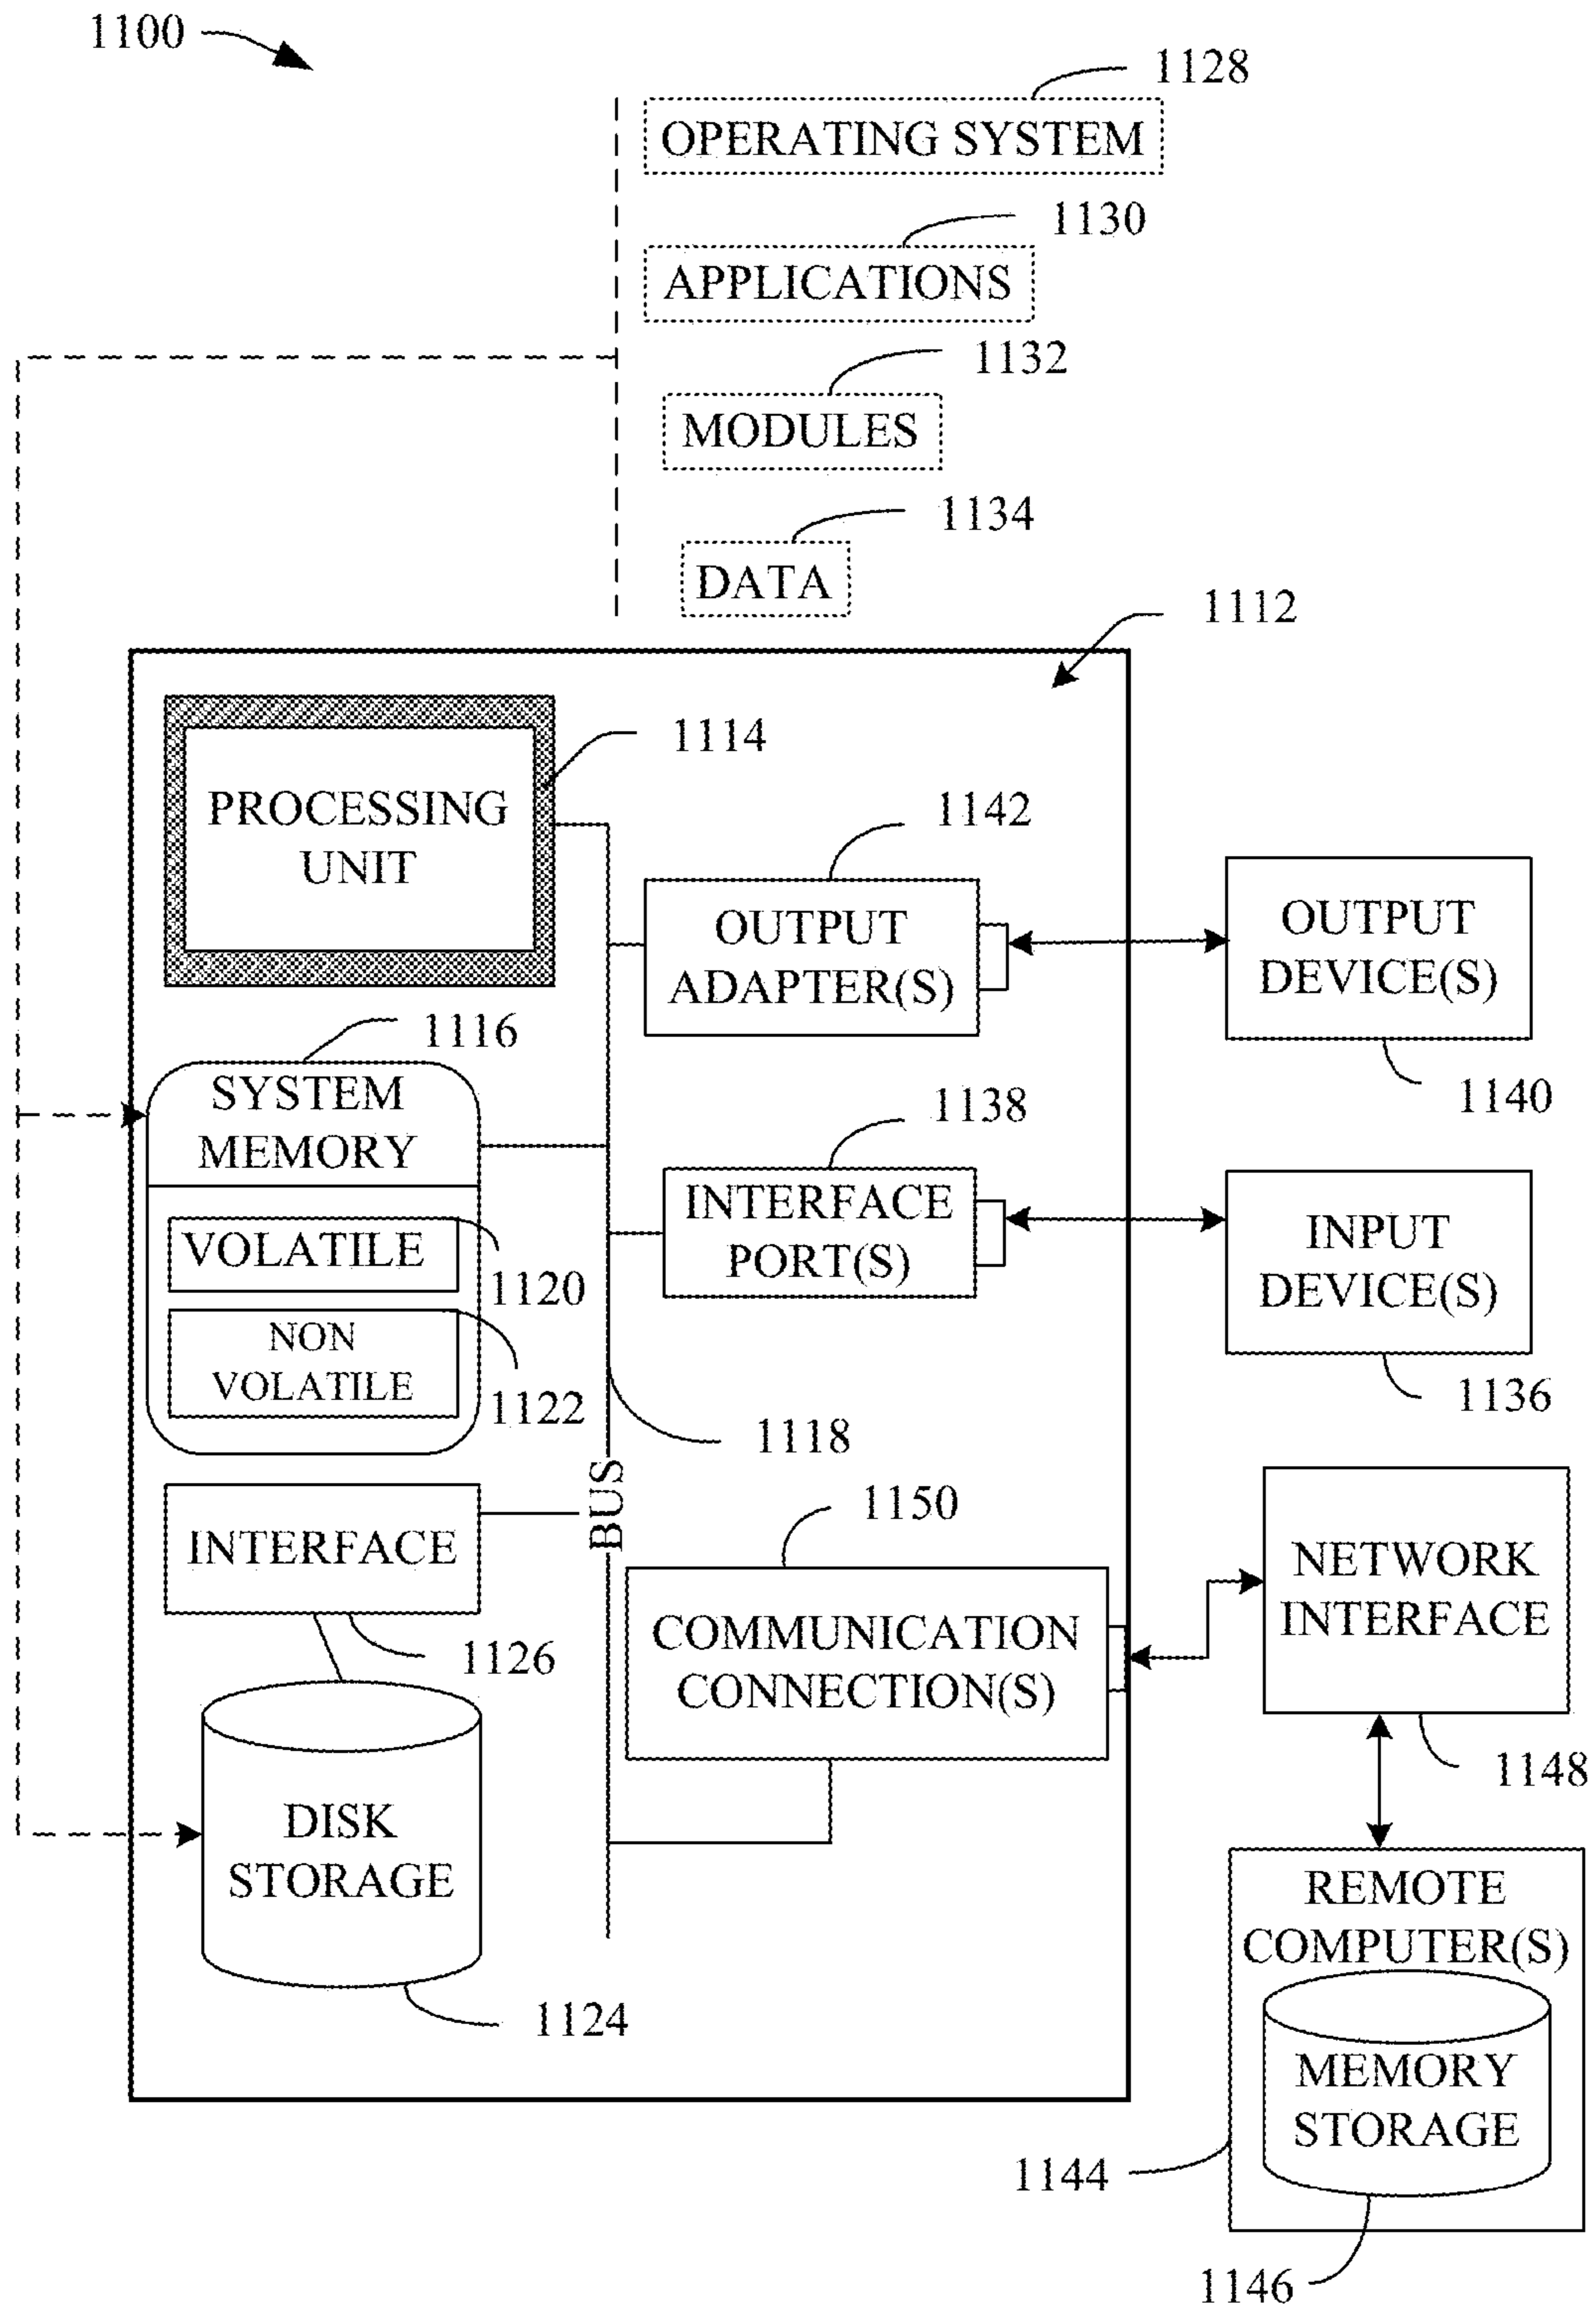 1100
1128
OPERATING SYSTEM
1130
APPLICATIONS
1132
MODULES
1134
DATA
1112
1114
PROCESSING
UNIT
1142
OUTPUT
ADAPTER(S)
OUTPUT
DEVICE(S)
1140
1116
SYSTEM
MEMORY
1138
INTERFACE
PORT(S)
INPUT
DEVICE(S)
1136
VOLATILE
1120
NON
VOLATILE
1122
1118
BUS
1150
INTERFACE
1126
COMMUNICATION
CONNECTION(S)
NETWORK
INTERFACE
1148
DISK
STORAGE
1124
REMOTE
COMPUTER(S)
MEMORY
STORAGE
1144
1146